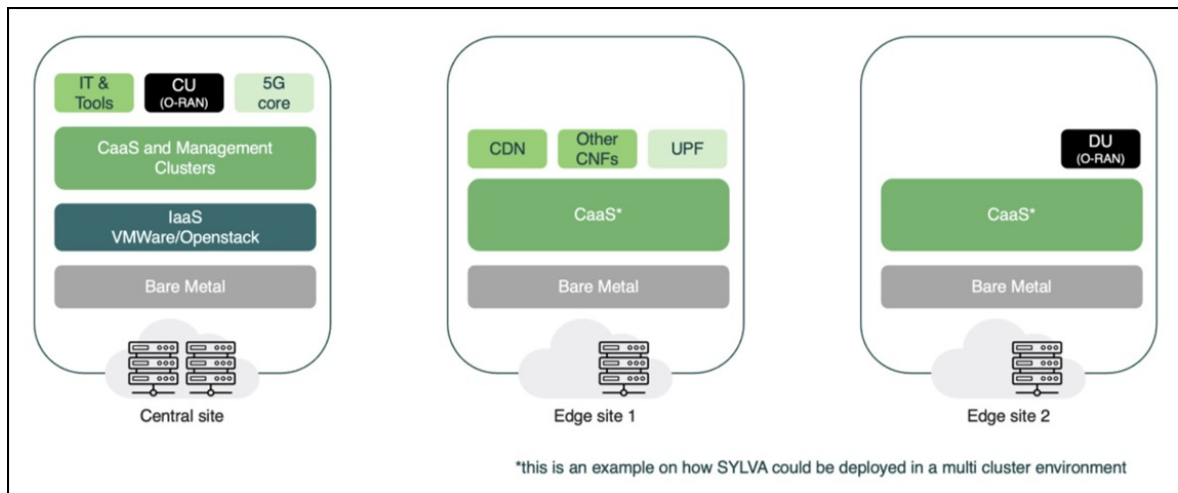 IT &
Tools
CU
(O-RAN)
5G
core
CaaS and Management
Clusters
IaaS
VMWare/Openstack
Bare Metal
Central site
CDN
Other
CNFs
UPF
CaaS*
Bare Metal
Edge site 1
DU
(O-RAN)
CaaS*
Bare Metal
Edge site 2
*this is an example on how SYLVA could be deployed in a multi cluster environment